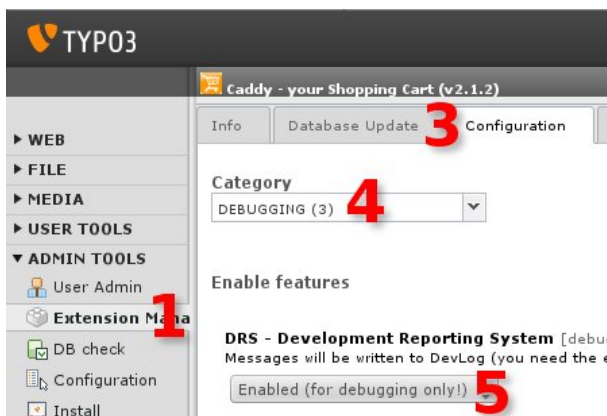 TYPO3
Caddy - your Shopping Cart (v2.1.2)
Info
Database Update
3
Configuration
WEB
FILE
MEDIA
USER TOOLS
ADMIN TOOLS
User Admin
1
Extension Mana
DB check
Configuration
Install
Category
DEBUGGING (3)
4
Enable features
DRS - Development Reporting System [debu
Messages will be written to DevLog (you need the e
Enabled (for debugging only!)
5